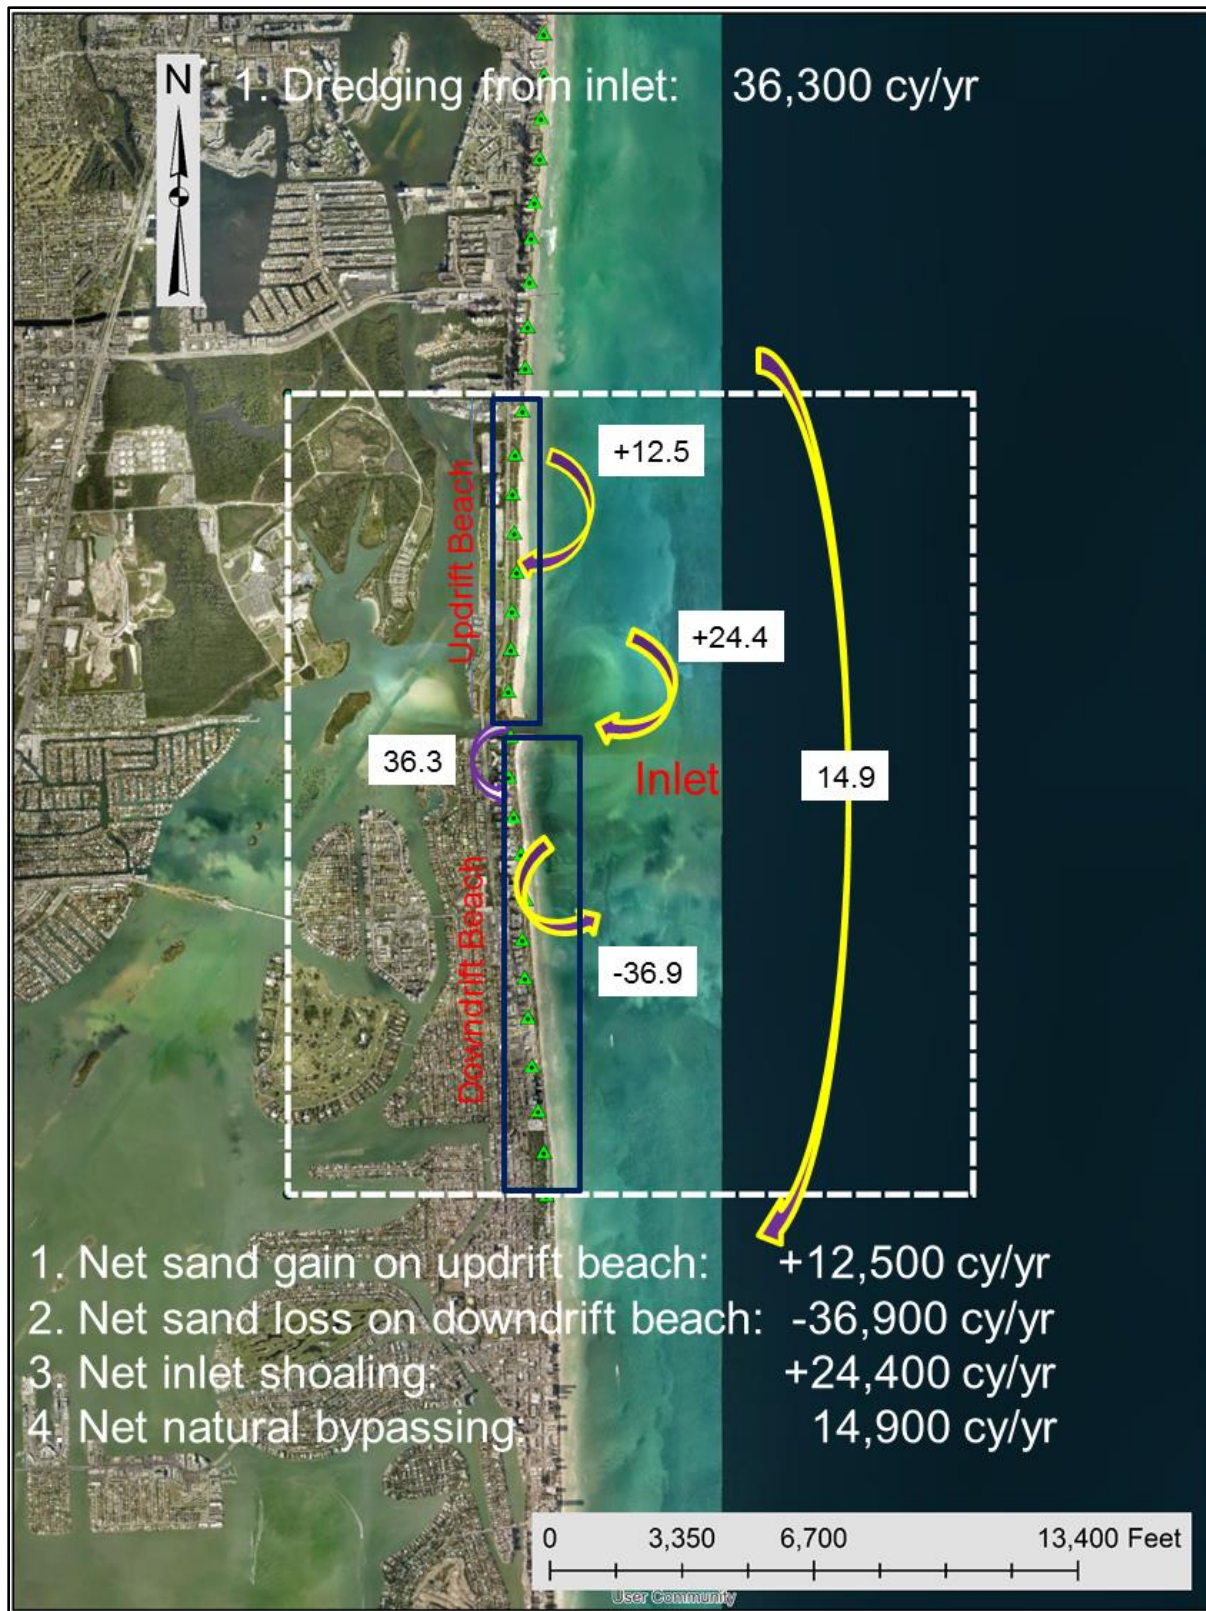 N
1. Dredging from inlet: 36,300 cy/yr
+12.5
Updrift Beach
+24.4
36.3
Inlet
14.9
Downdrift Beach
-36.9
1. Net sand gain on updrift beach: +12,500 cy/yr
2. Net sand loss on downdrift beach: -36,900 cy/yr
3. Net inlet shoaling: +24,400 cy/yr
4. Net natural bypassing: 14,900 cy/yr
0 3,350 6,700 13,400 Feet
User Community